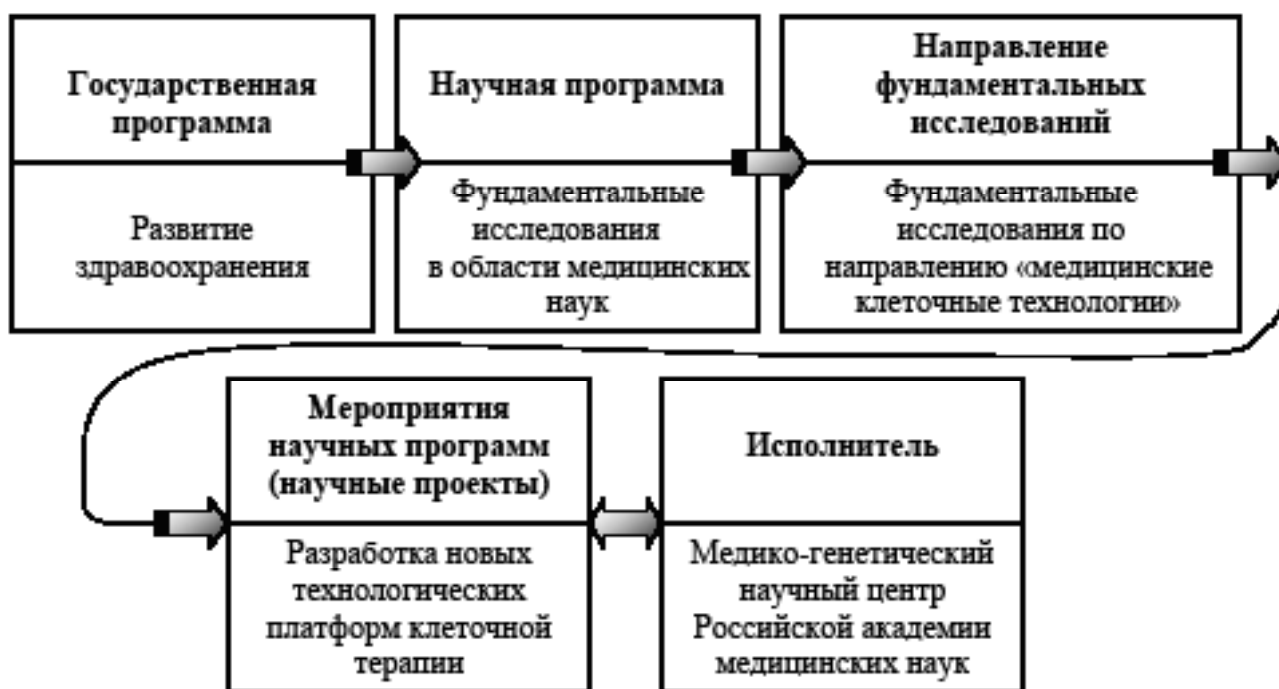 Государственная
программа
Развитие
здравоохранения
Научная программа
Фундаментальные
исследования
в области медицинских
наук
Направление
фундаментальных
исследований
Фундаментальные
исследования по
направлению «медицинские
клеточные технологии»
Мероприятия
научных программ
(научные проекты)
Разработка новых
технологических
платформ клеточной
терапии
Исполнитель
Медико-генетический
научный центр
Российской академии
медицинских наук